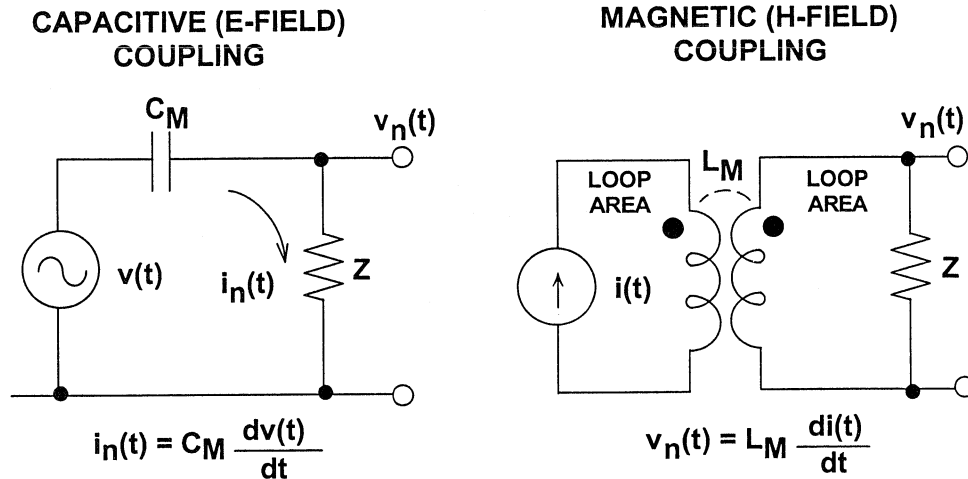 CAPACITIVE (E-FIELD)
COUPLING
C_M
v_n(t)
v(t)
i_n(t)
Z
i_n(t) = C_M dv(t)/dt
MAGNETIC (H-FIELD)
COUPLING
v_n(t)
L_M
LOOP
AREA
LOOP
AREA
i(t)
Z
v_n(t) = L_M di(t)/dt